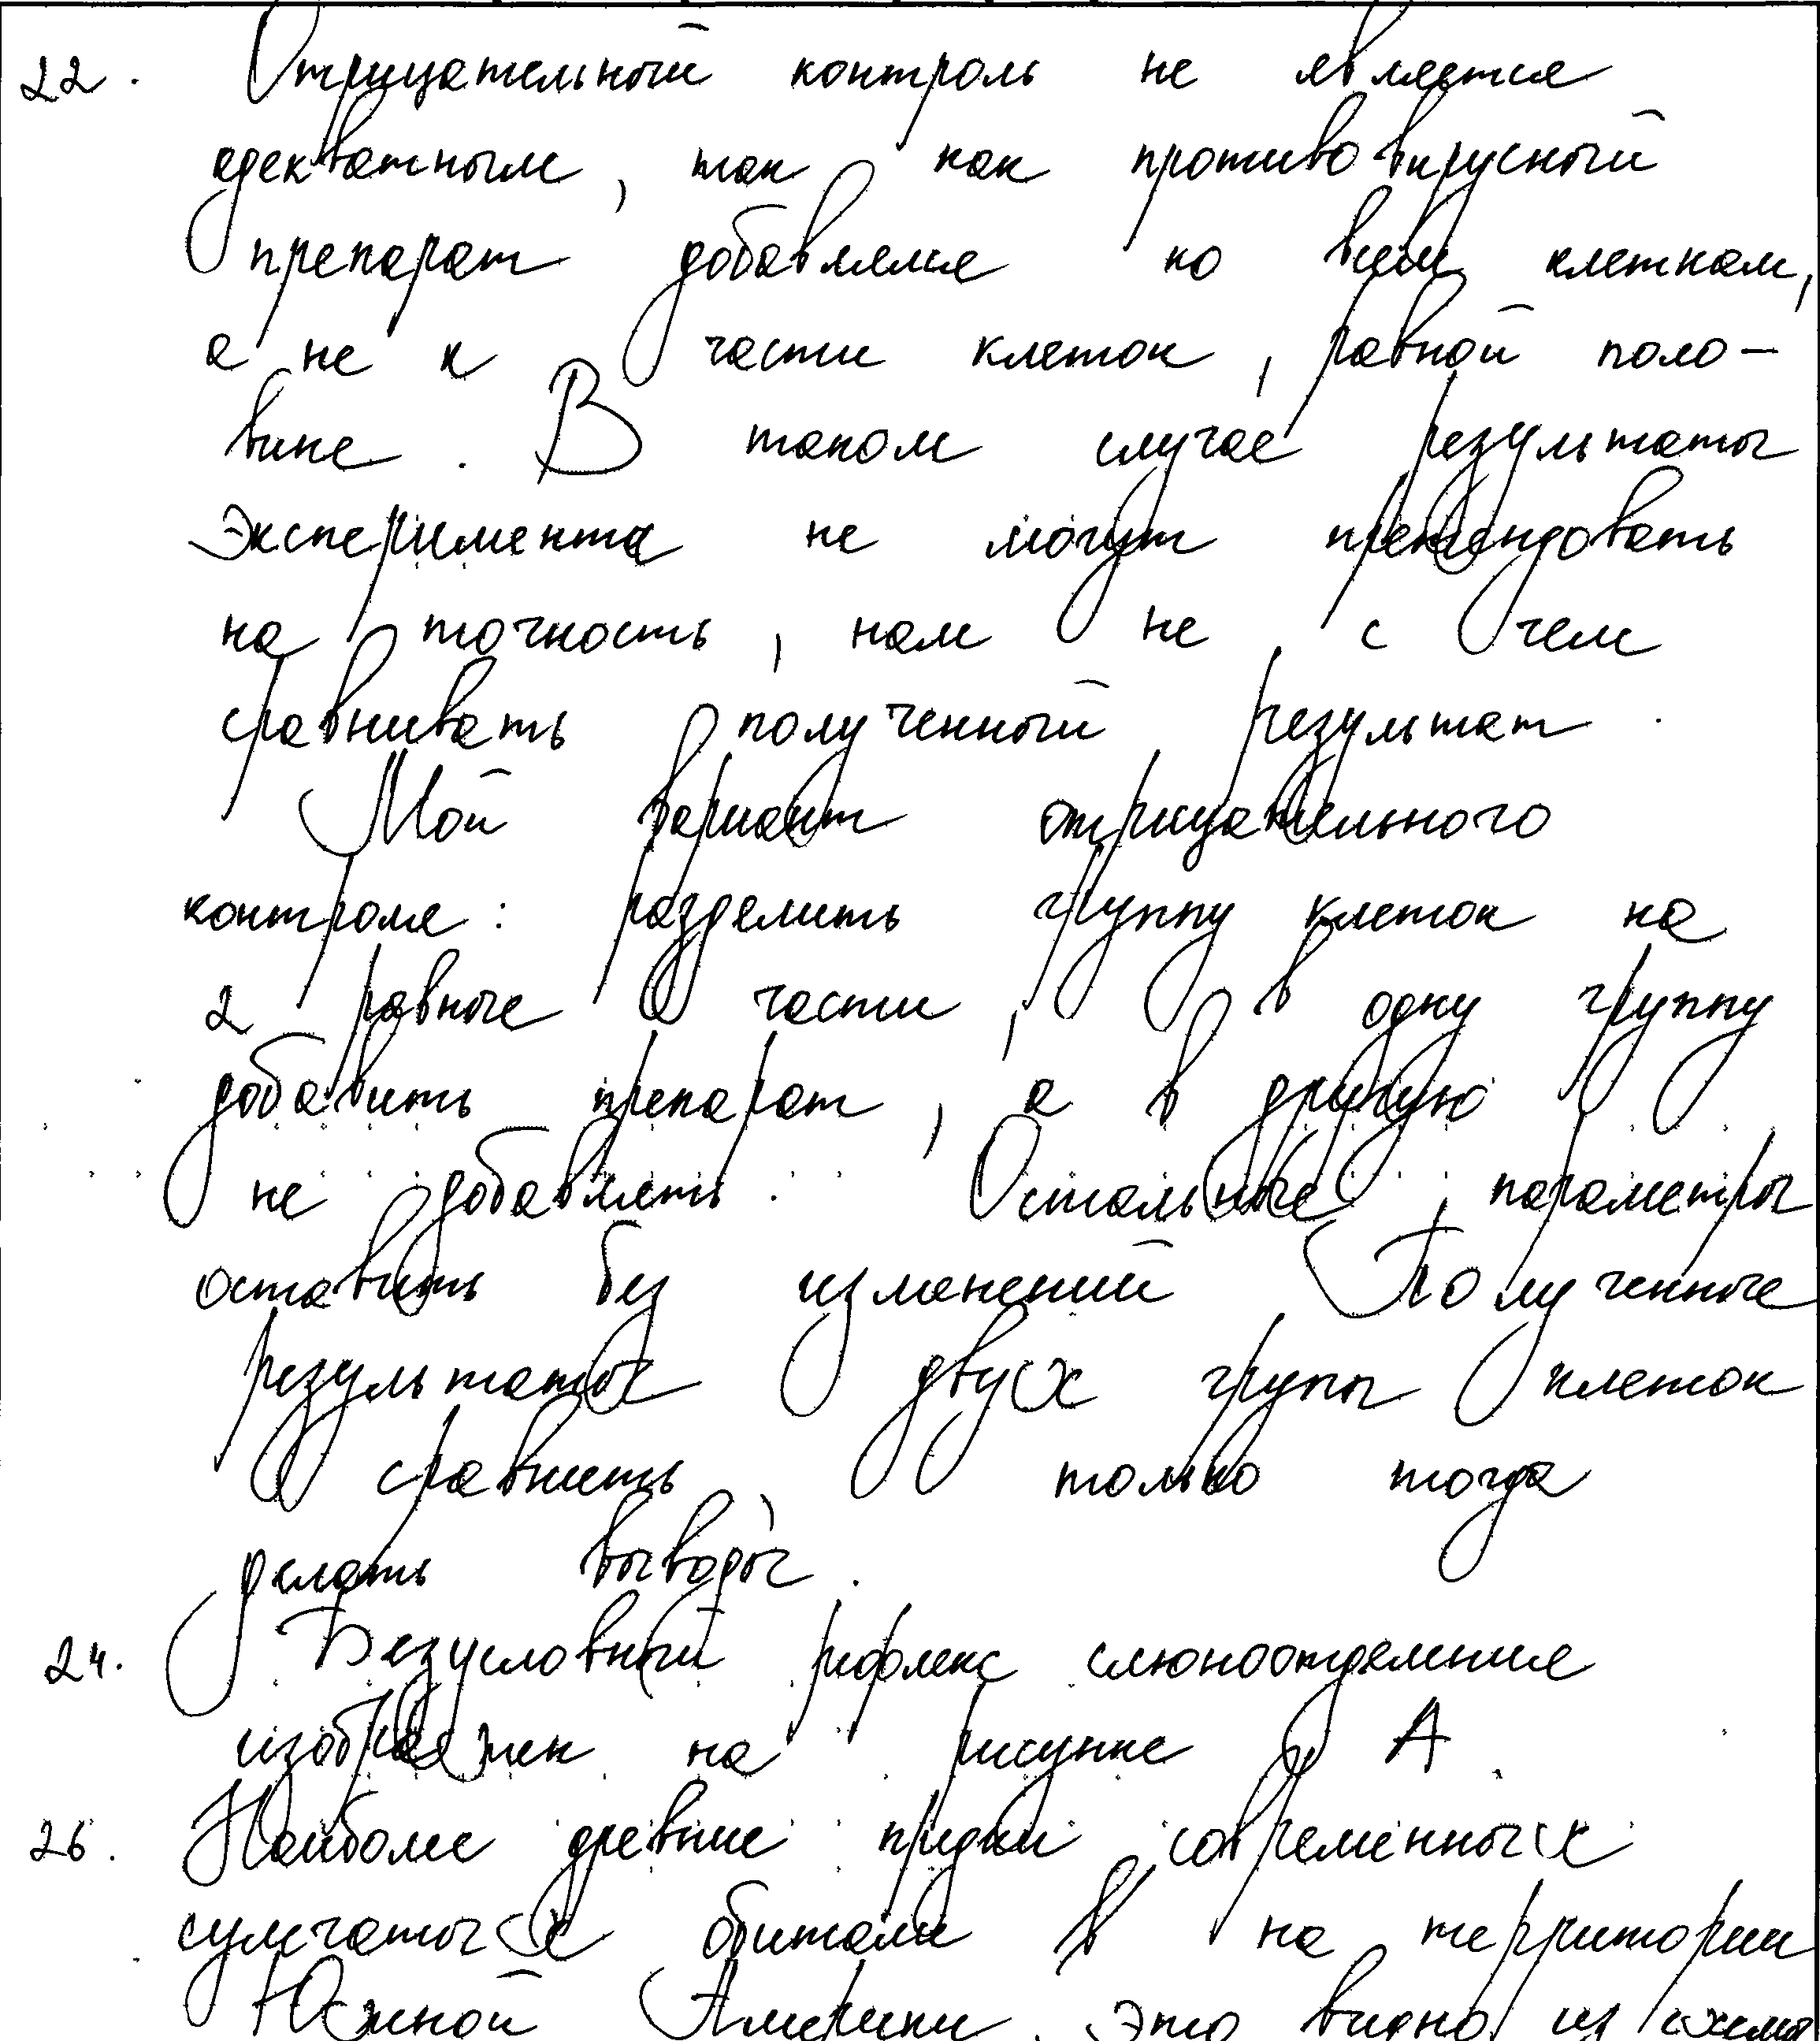 22. Отрицательный контроль не является
адекватным, так как противовирусный
препарат добавлялся ко всем клеткам,
а не к части клеток, равной поло-
вине. В таком случае результаты
эксперимента не могут претендовать
на точность, нам не с чем
сравнивать полученный результат.
Мой вариант отрицательного
контроля: разделить группу клеток на
2 равные части, в одну группу
добавить препарат, а в другую
не добавлять. Остальные параметры
оставить без изменений Полученные
результаты двух групп клеток
сравнить, только тогда
делать выводы.
24. Безусловный рефлекс слюноотделения
изображен на рисунке А.
26. Наиболее древние предки современных
сумчатых обитали в на территории
Южной Америки, это видно из схемы